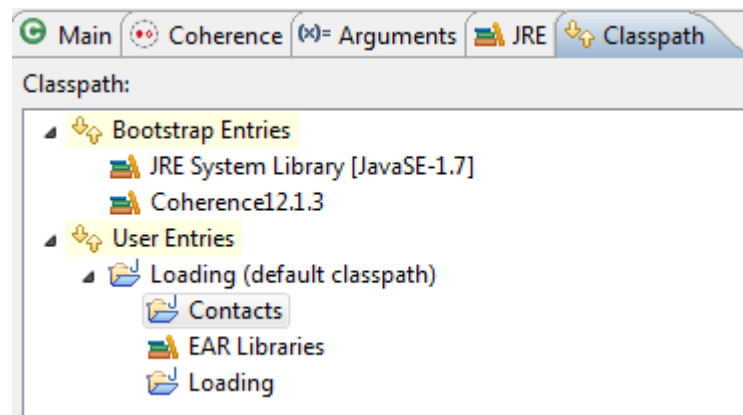 Main Coherence (x)= Arguments JRE Classpath
Classpath:
Bootstrap Entries
JRE System Library [JavaSE-1.7]
Coherence12.1.3
User Entries
Loading (default classpath)
Contacts
EAR Libraries
Loading